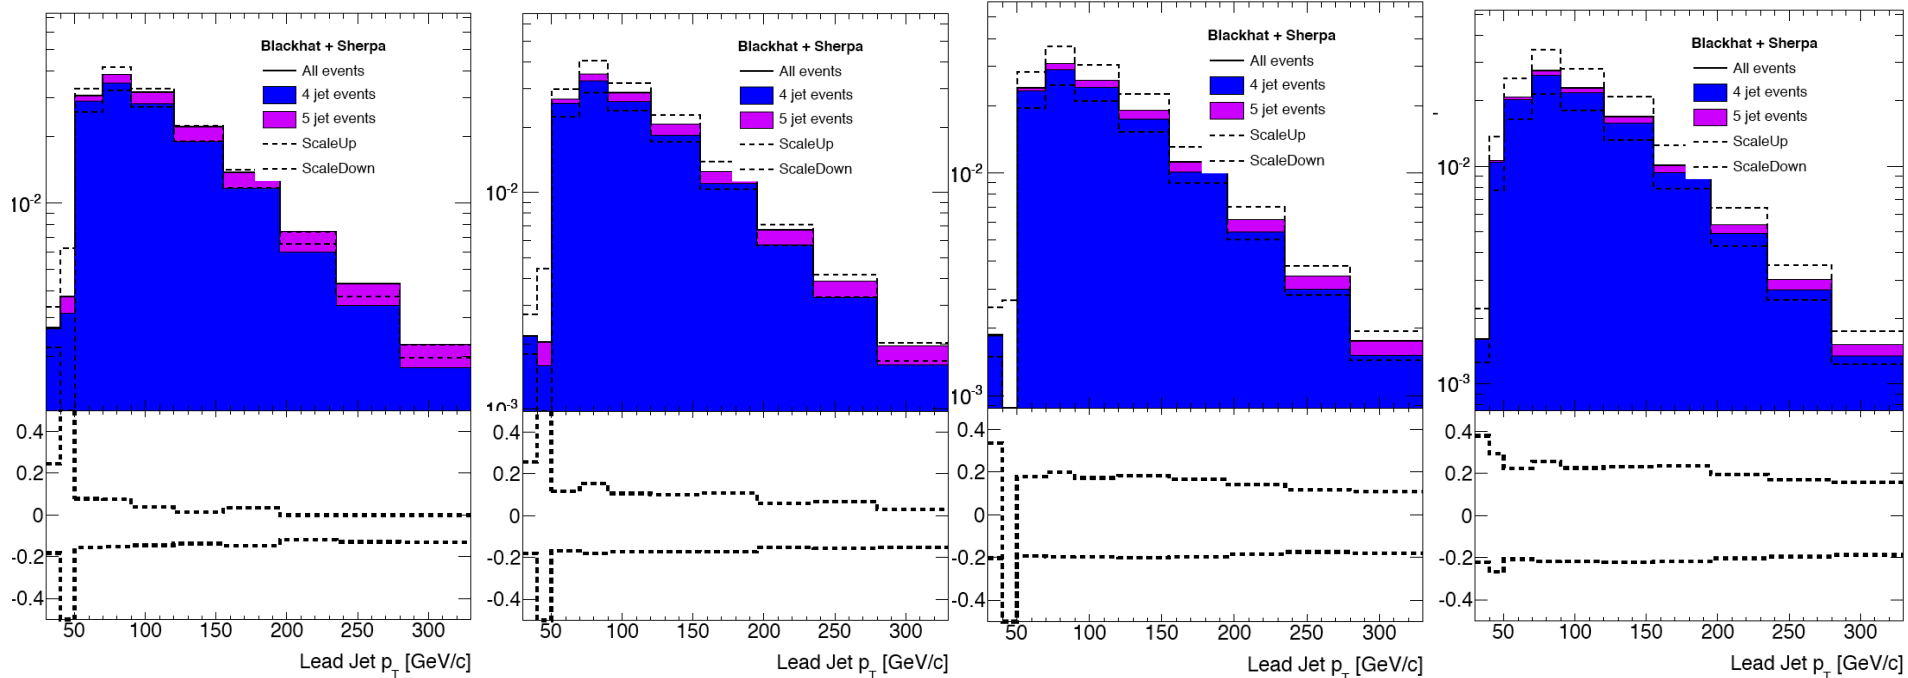 Blackhat + Sherpa
All events
4 jet events
5 jet events
ScaleUp
ScaleDown
10-2
0.4
0.2
0
-0.2
-0.4
50 100 150 200 250 300
Lead Jet pT [GeV/c]
Blackhat + Sherpa
All events
4 jet events
5 jet events
ScaleUp
ScaleDown
10-2
10-3
0.4
0.2
0
-0.2
-0.4
50 100 150 200 250 300
Lead Jet pT [GeV/c]
Blackhat + Sherpa
All events
4 jet events
5 jet events
ScaleUp
ScaleDown
10-2
10-3
0.4
0.2
0
-0.2
-0.4
50 100 150 200 250 300
Lead Jet pT [GeV/c]
Blackhat + Sherpa
All events
4 jet events
5 jet events
ScaleUp
ScaleDown
10-2
10-3
0.4
0.2
0
-0.2
-0.4
50 100 150 200 250 300
Lead Jet pT [GeV/c]